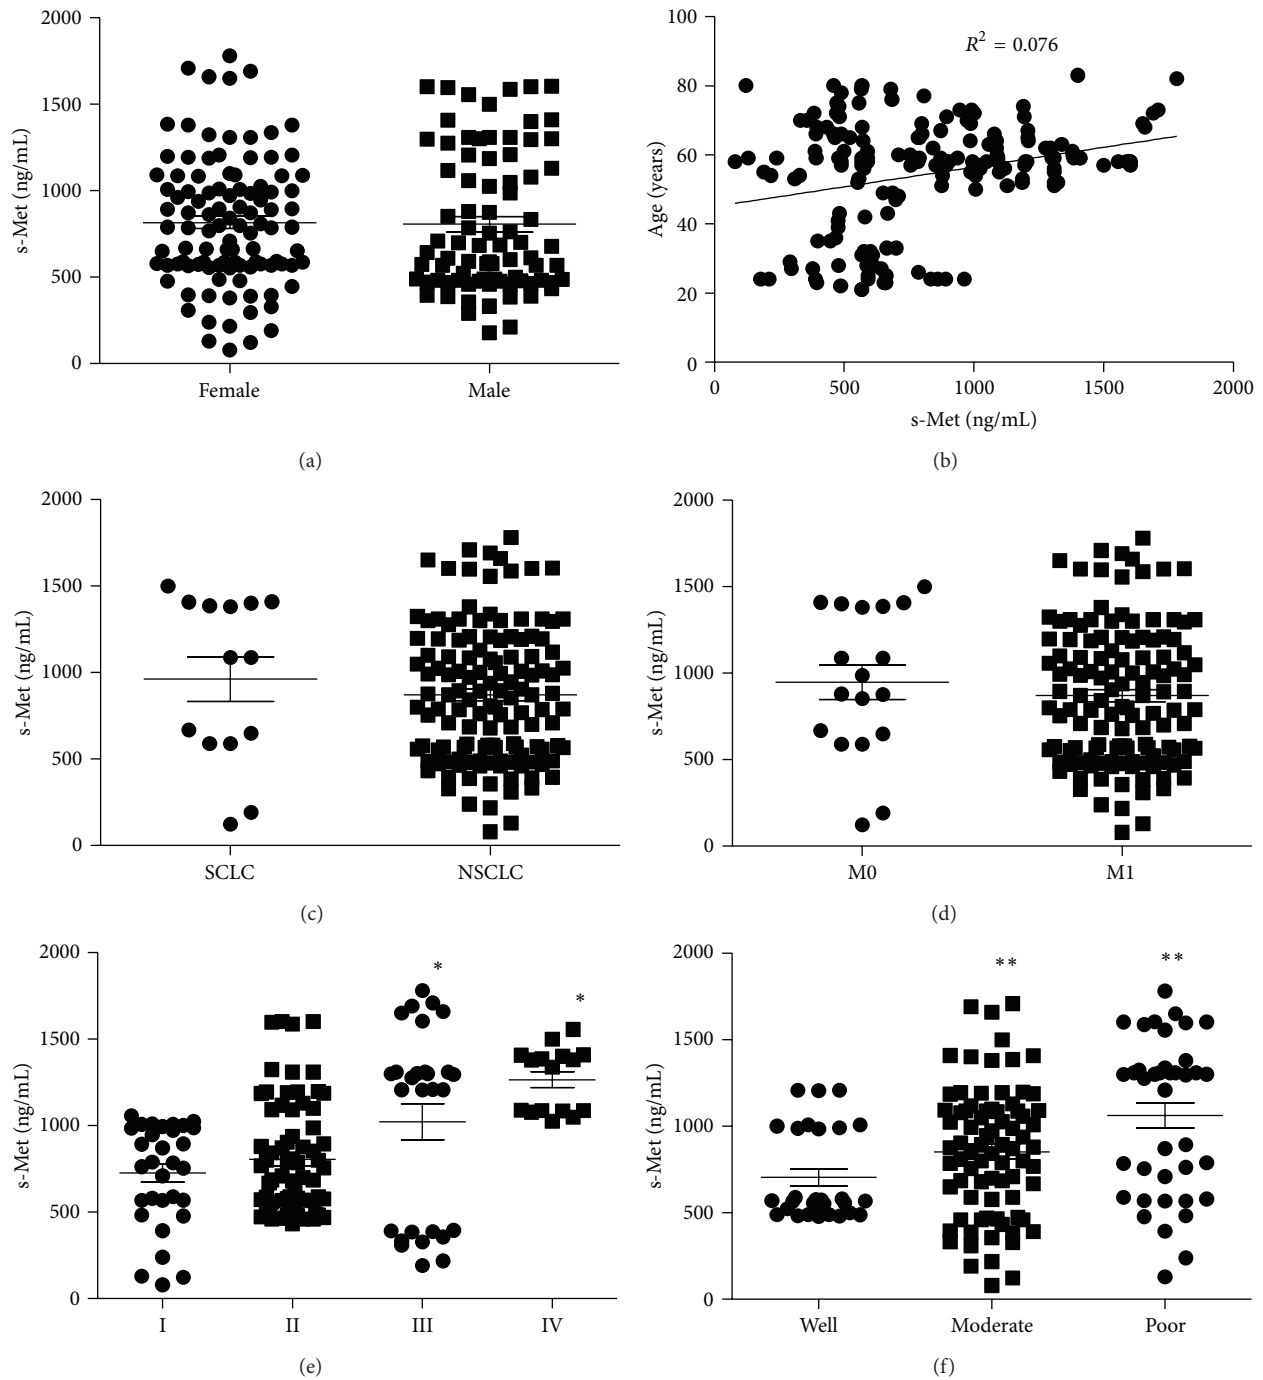 2000
1500
1000
500
0
s-Met (ng/mL)
Female
Male
(a)
100
80
60
40
20
0
Age (years)
R² = 0.076
0
500
1000
1500
2000
s-Met (ng/mL)
(b)
2000
1500
1000
500
0
s-Met (ng/mL)
SCLC
NSCLC
(c)
2000
1500
1000
500
0
s-Met (ng/mL)
M0
M1
(d)
2000
1500
1000
500
0
s-Met (ng/mL)
*
*
I
II
III
IV
(e)
2000
1500
1000
500
0
s-Met (ng/mL)
**
**
Well
Moderate
Poor
(f)